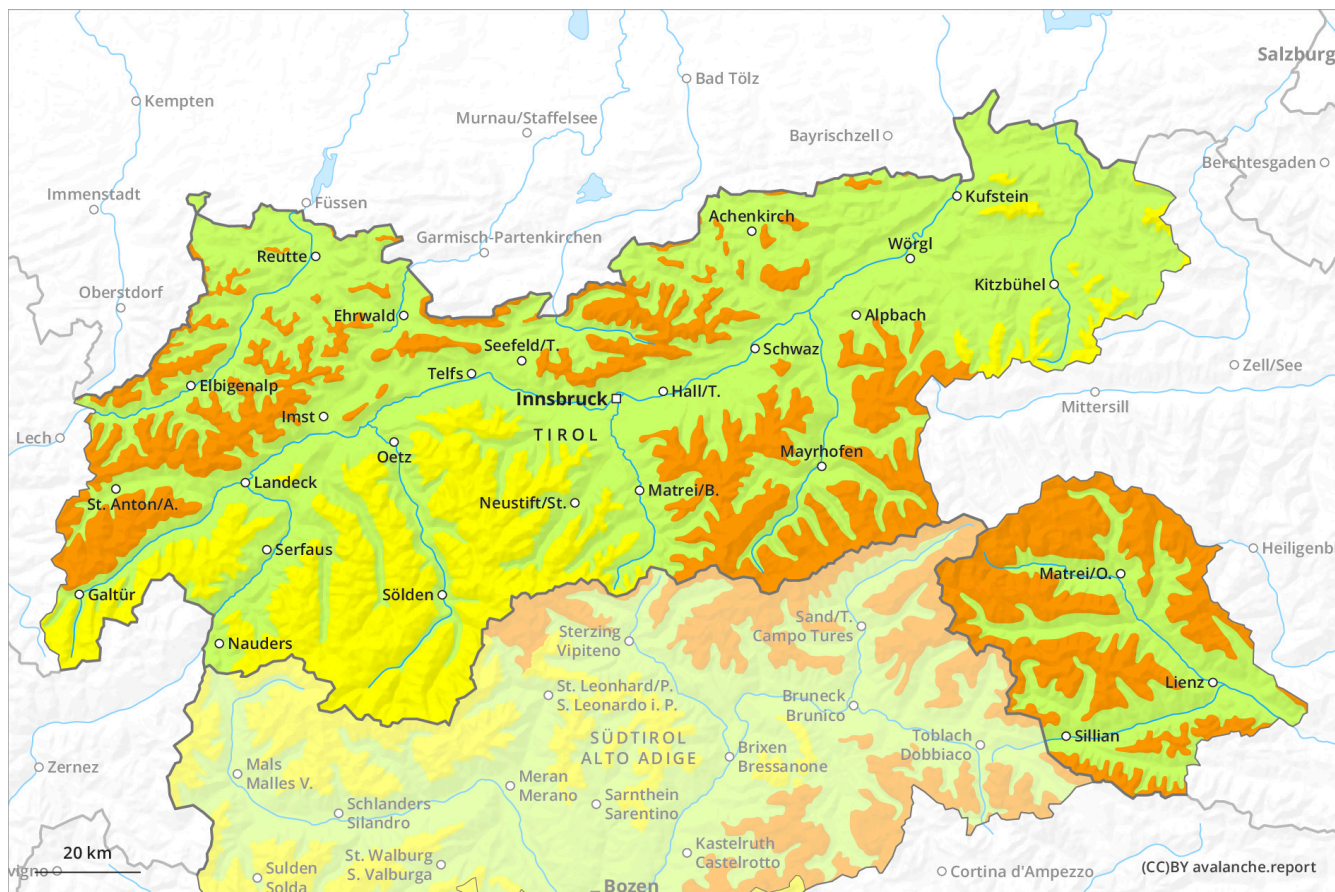 Salzburg
Bad Tölz
Kempten
Murnau/Staffelsee
Bayrischzell
Berchtesgaden
Immenstadt
Füssen
Kufstein
Achenkirch
Garmisch-Partenkirchen
Wörgl
Reutte
Kitzbühel
Oberstdorf
Ehrwald
Alpbach
Seefeld/T.
Schwaz
Zell/See
Telfs
Elbigenalp
Hall/T.
Innsbruck
Mittersill
Imst
Lech
TIROL
Oetz
Mayrhofen
Landeck
Matrei/B.
St. Anton/A.
Neustift/St.
Serfaus
Heiligenb
Matrei/O.
Galtür
Sölden
Sand/T.
Campo Tures
Sterzing
Vipiteno
Nauders
Lienz
St. Leonhard/P.
S. Leonardo i. P.
Bruneck
Brunico
SÜDTIROL
ALTO ADIGE
Toblach
Dobbiaco
Sillian
Brixen
Bressanone
Zernez
Mals
Malles V.
Meran
Merano
Sarnthein
Sarentino
Schlanders
Silandro
Kastelruth
Castelrotto
20 km
St. Walburg
S. Valburga
vigno
Sulden
Solda
Cortina d'Ampezzo
(CC)BY avalanche.report
Bozen